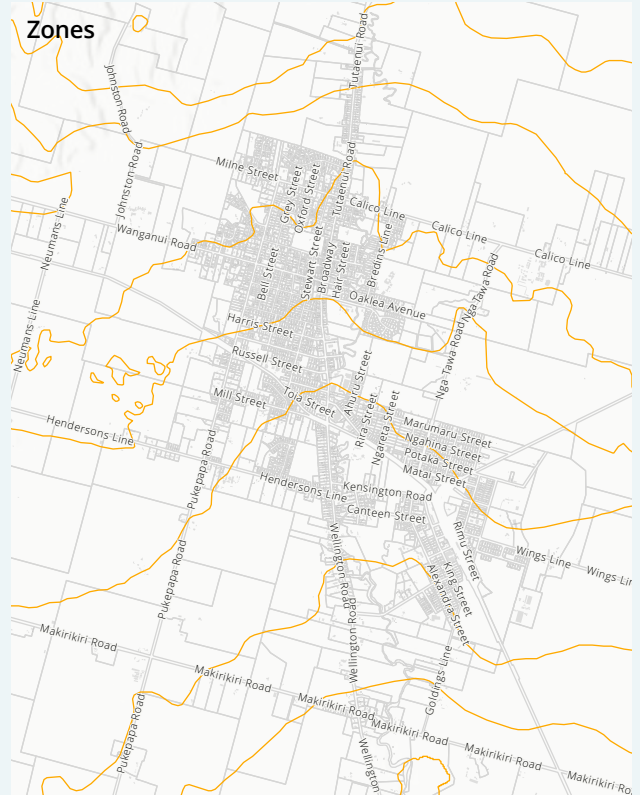 Zones
Tutaenui Road
Johnston Road
Milne Street
Johnston Road
Grey Street
Oxford Street
Tutaenui Road
Calico Line
Calico Line
Neumans Line
Wanganui Road
Bredins Line
Calico Line
Bell Street
Stewart Street
Broadway
Hair Street
Nga Tawa Road
Oaklea Avenue
Neumans Line
Harris Street
Nga Tawa Road
Russell Street
Ahuru Street
Mill Street
Toia Street
Rira Street
Ngareta Street
Marumaru Street
Hendersons Line
Ngahina Street
Potaka Street
Matai Street
Pukepapa Road
Hendersons Line
Kensington Road
Canteen Street
Wellington Road
Rimu Street
Wings Line
Wings Lin
Pukepapa Road
King Street
Alexandra Street
Wellington Road
Makirikiri Road
Makirikiri Road
Goldings Line
Makirikiri Road
Makirikiri Road
Pukepapa Road
Wellington
Makirikiri Road
Makirikiri Road